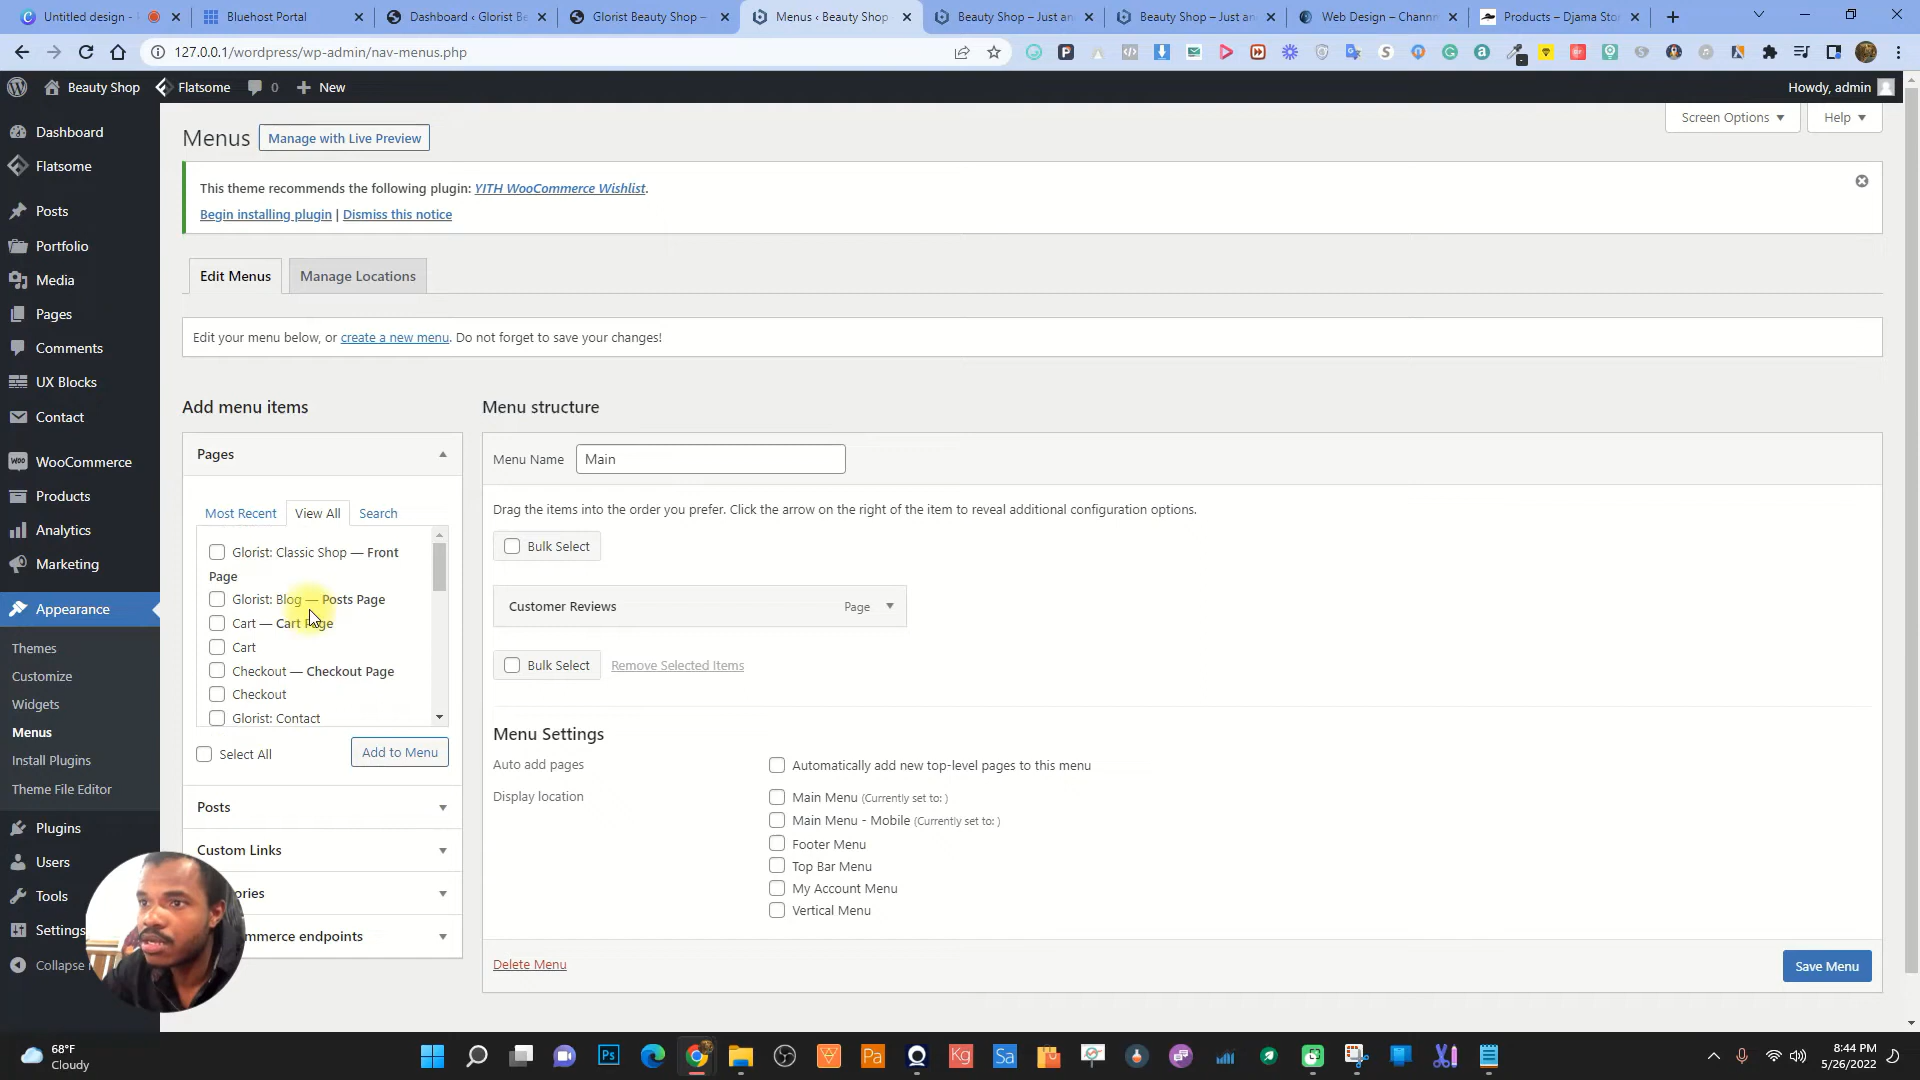 Untitled design -
Bluehost Portal
Dashboard ‹ Glorist Be
Glorist Beauty Shop –
Menus ‹ Beauty Shop
Beauty Shop – Just an
Beauty Shop – Just an
Web Design – Channm
Products – Djama Sto
127.0.0.1/wordpress/wp-admin/nav-menus.php
Beauty Shop
Flatsome
0
New
Howdy, admin
Dashboard
Flatsome
Posts
Portfolio
Media
Pages
Comments
UX Blocks
Contact
WooCommerce
Products
Analytics
Marketing
Appearance
Themes
Customize
Widgets
Menus
Install Plugins
Theme File Editor
Plugins
Users
Tools
Settings
Collapse
Menus
Manage with Live Preview
Screen Options
Help
This theme recommends the following plugin: YITH WooCommerce Wishlist.
Begin installing plugin | Dismiss this notice
Edit Menus
Manage Locations
Edit your menu below, or create a new menu. Do not forget to save your changes!
Add menu items
Pages
Most Recent
View All
Search
Glorist: Classic Shop — Front
Page
Glorist: Blog — Posts Page
Cart — Cart Page
Cart
Checkout — Checkout Page
Checkout
Glorist: Contact
Select All
Add to Menu
Posts
Custom Links
ories
mmerce endpoints
Menu structure
Menu Name
Main
Drag the items into the order you prefer. Click the arrow on the right of the item to reveal additional configuration options.
Bulk Select
Customer Reviews
Page
Bulk Select
Remove Selected Items
Menu Settings
Auto add pages
Automatically add new top-level pages to this menu
Display location
Main Menu (Currently set to: )
Main Menu - Mobile (Currently set to: )
Footer Menu
Top Bar Menu
My Account Menu
Vertical Menu
Delete Menu
Save Menu
68°F
Cloudy
Ps
Pa
Kg
Sa
8:44 PM
5/26/2022